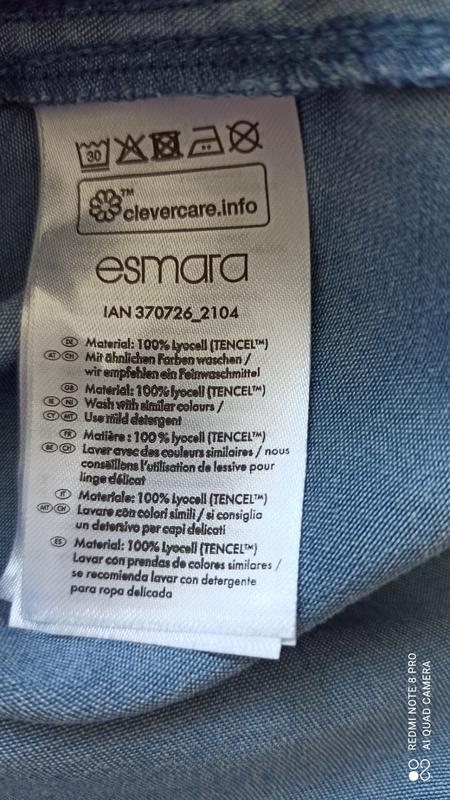 30
™
clevercare.info
esmara
IAN 370726_2104
DE Material: 100% Lyocell (TENCEL™)
AT CH Mit ähnlichen Farben waschen /
wir empfehlen ein Feinwaschmittel
GB Material: 100% lyocell (TENCEL™)
IE NI Wash with similar colours /
CY MT Use mild detergent
FR Matière : 100 % lyocell (TENCEL™)
BE CH Laver avec des couleurs similaires / nous
conseillons l'utilisation de lessive pour
linge délicat
IT Materiale: 100% Lyocell (TENCEL™)
MT CH Lavare con colori simili / si consiglia
un detersivo per capi delicati
ES Material: 100% Lyocell (TENCEL™)
Lavar con prendas de colores similares /
se recomienda lavar con detergente
para ropa delicada
REDMI NOTE 8 PRO
AI QUAD CAMERA